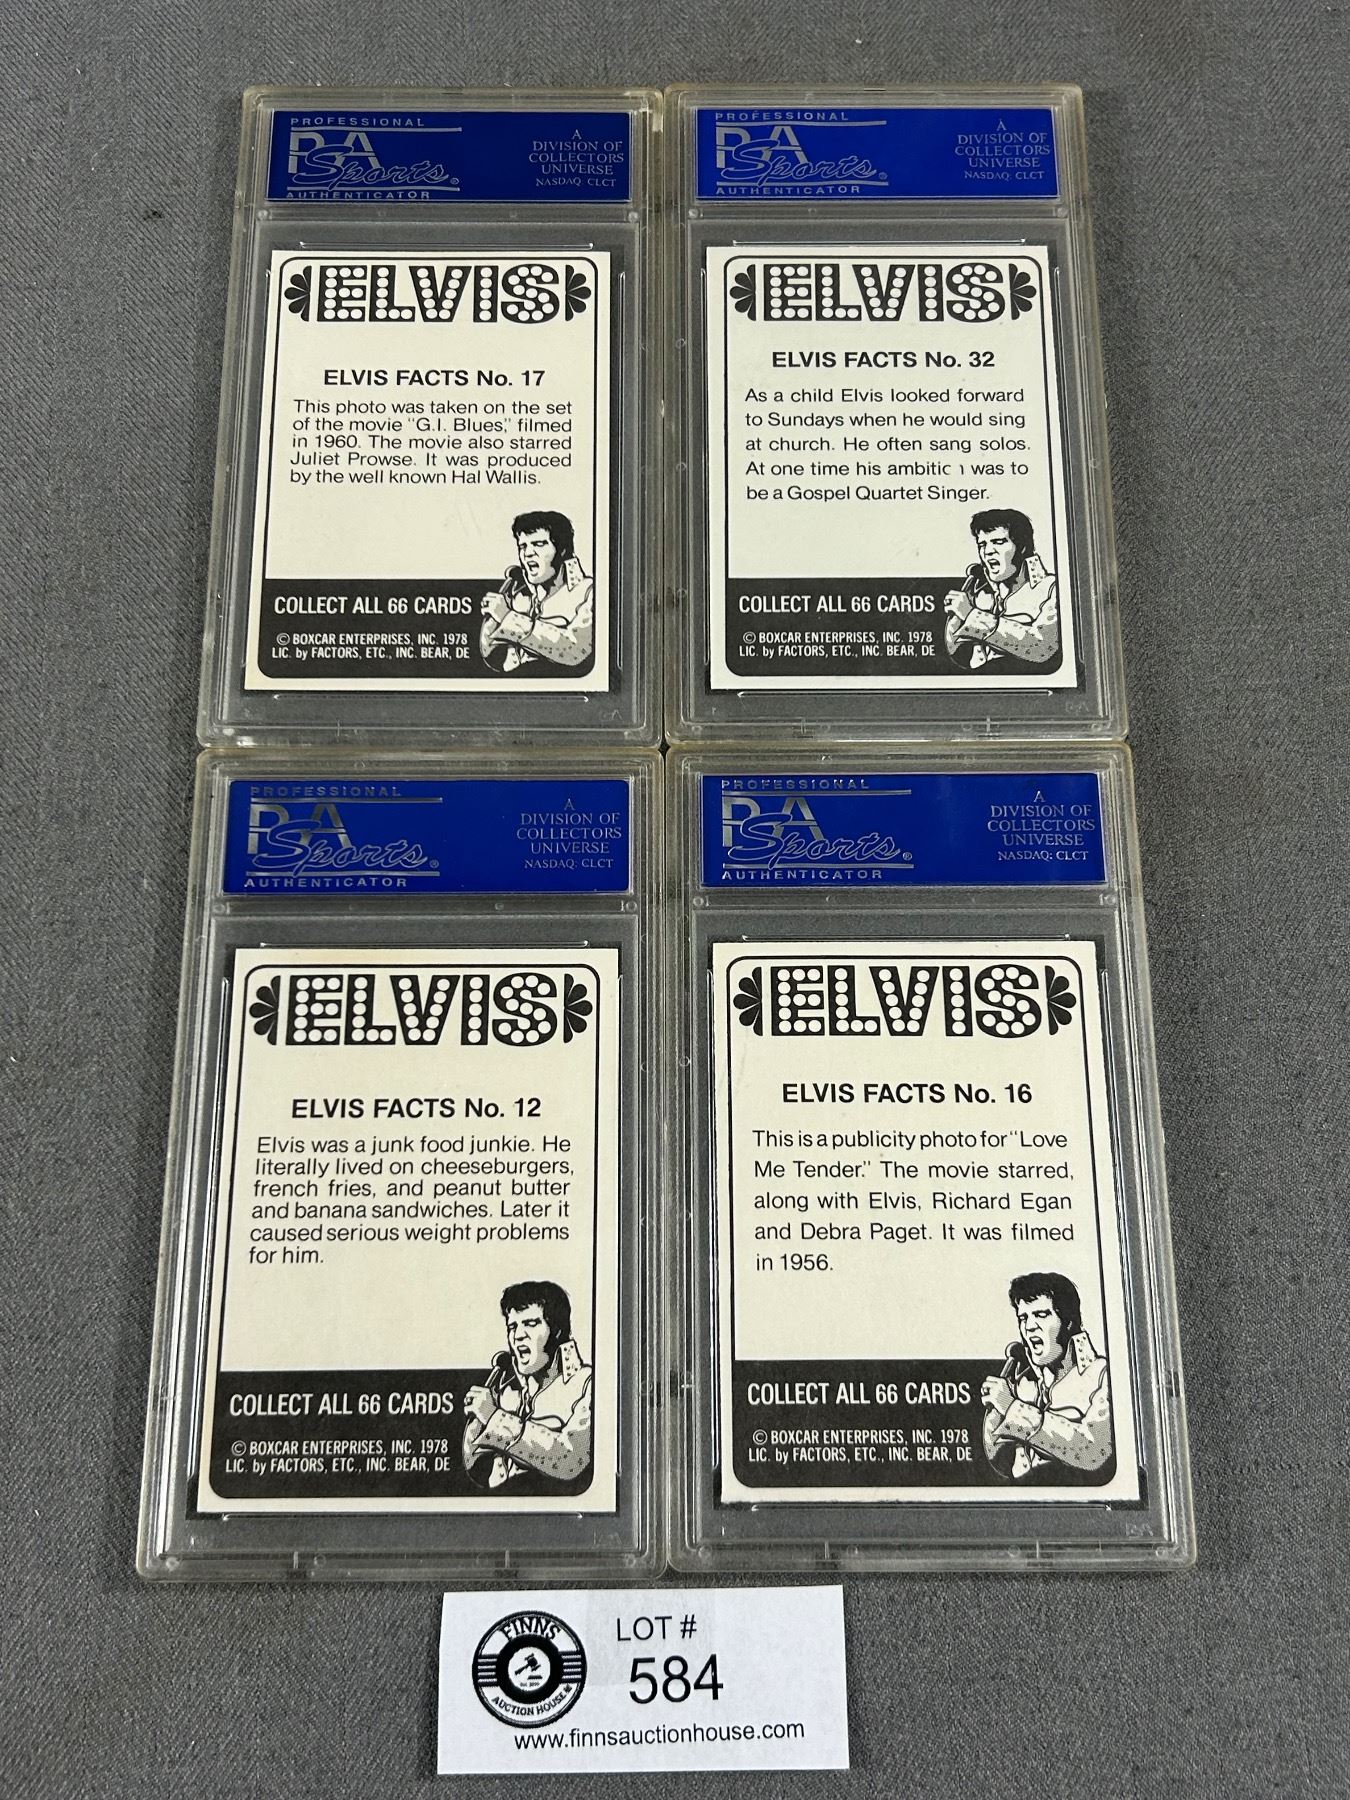 PROFESSIONAL
PSA
Sports®
AUTHENTICATOR
A
DIVISION OF
COLLECTORS
UNIVERSE
NASDAQ: CLCT
ELVIS
ELVIS FACTS No. 17
This photo was taken on the set
of the movie "G.I. Blues," filmed
in 1960. The movie also starred
Juliet Prowse. It was produced
by the well known Hal Wallis.
COLLECT ALL 66 CARDS
© BOXCAR ENTERPRISES, INC. 1978
LIC. by FACTORS, ETC., INC. BEAR, DE
PROFESSIONAL
PSA
Sports®
AUTHENTICATOR
A
DIVISION OF
COLLECTORS
UNIVERSE
NASDAQ: CLCT
ELVIS
ELVIS FACTS No. 32
As a child Elvis looked forward
to Sundays when he would sing
at church. He often sang solos.
At one time his ambition was to
be a Gospel Quartet Singer.
COLLECT ALL 66 CARDS
© BOXCAR ENTERPRISES, INC. 1978
LIC. by FACTORS, ETC., INC. BEAR, DE
PROFESSIONAL
PSA
Sports®
AUTHENTICATOR
A
DIVISION OF
COLLECTORS
UNIVERSE
NASDAQ: CLCT
ELVIS
ELVIS FACTS No. 12
Elvis was a junk food junkie. He
literally lived on cheeseburgers,
french fries, and peanut butter
and banana sandwiches. Later it
caused serious weight problems
for him.
COLLECT ALL 66 CARDS
© BOXCAR ENTERPRISES, INC. 1978
LIC. by FACTORS, ETC., INC. BEAR, DE
PROFESSIONAL
PSA
Sports®
AUTHENTICATOR
A
DIVISION OF
COLLECTORS
UNIVERSE
NASDAQ: CLCT
ELVIS
ELVIS FACTS No. 16
This is a publicity photo for "Love
Me Tender." The movie starred,
along with Elvis, Richard Egan
and Debra Paget. It was filmed
in 1956.
COLLECT ALL 66 CARDS
© BOXCAR ENTERPRISES, INC. 1978
LIC. by FACTORS, ETC., INC. BEAR, DE
FINNS
AUCTION HOUSE
LOT #
584
www.finnsauctionhouse.com